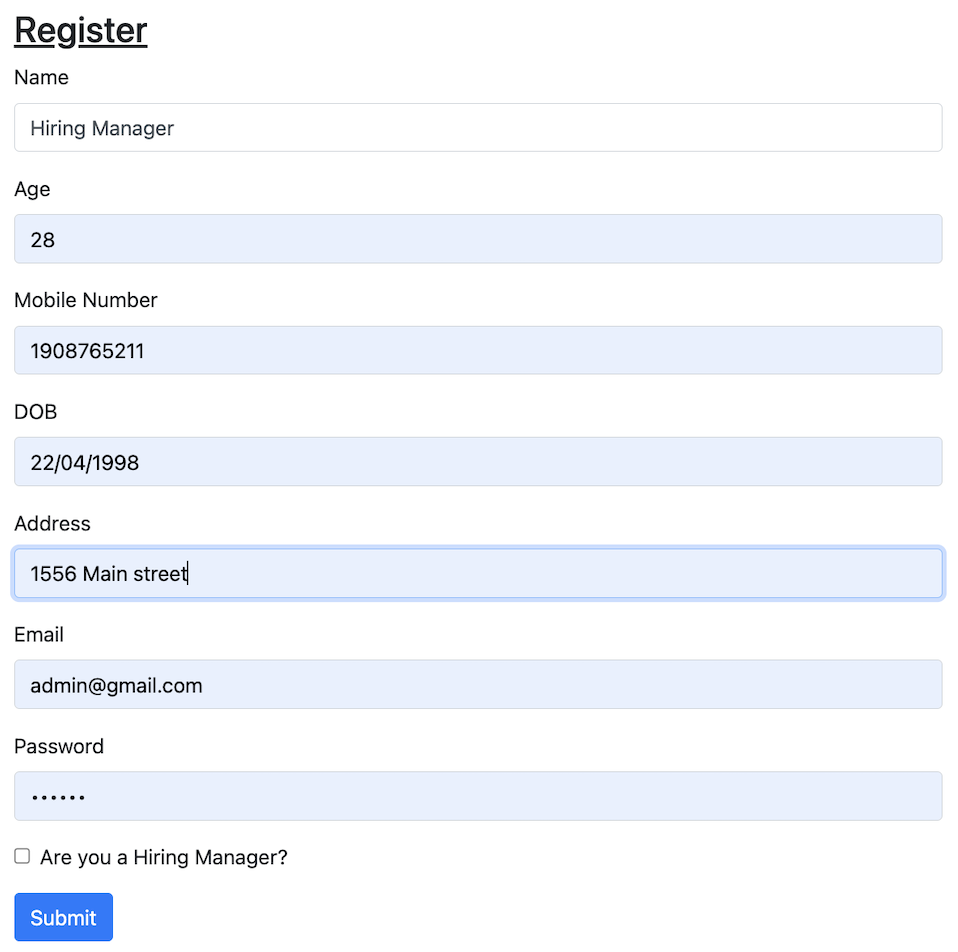 Register
Name
Hiring Manager
Age
28
Mobile Number
1908765211
DOB
22/04/1998
Address
1556 Main street
Email
admin@gmail.com
Password
••••••
Are you a Hiring Manager?
Submit